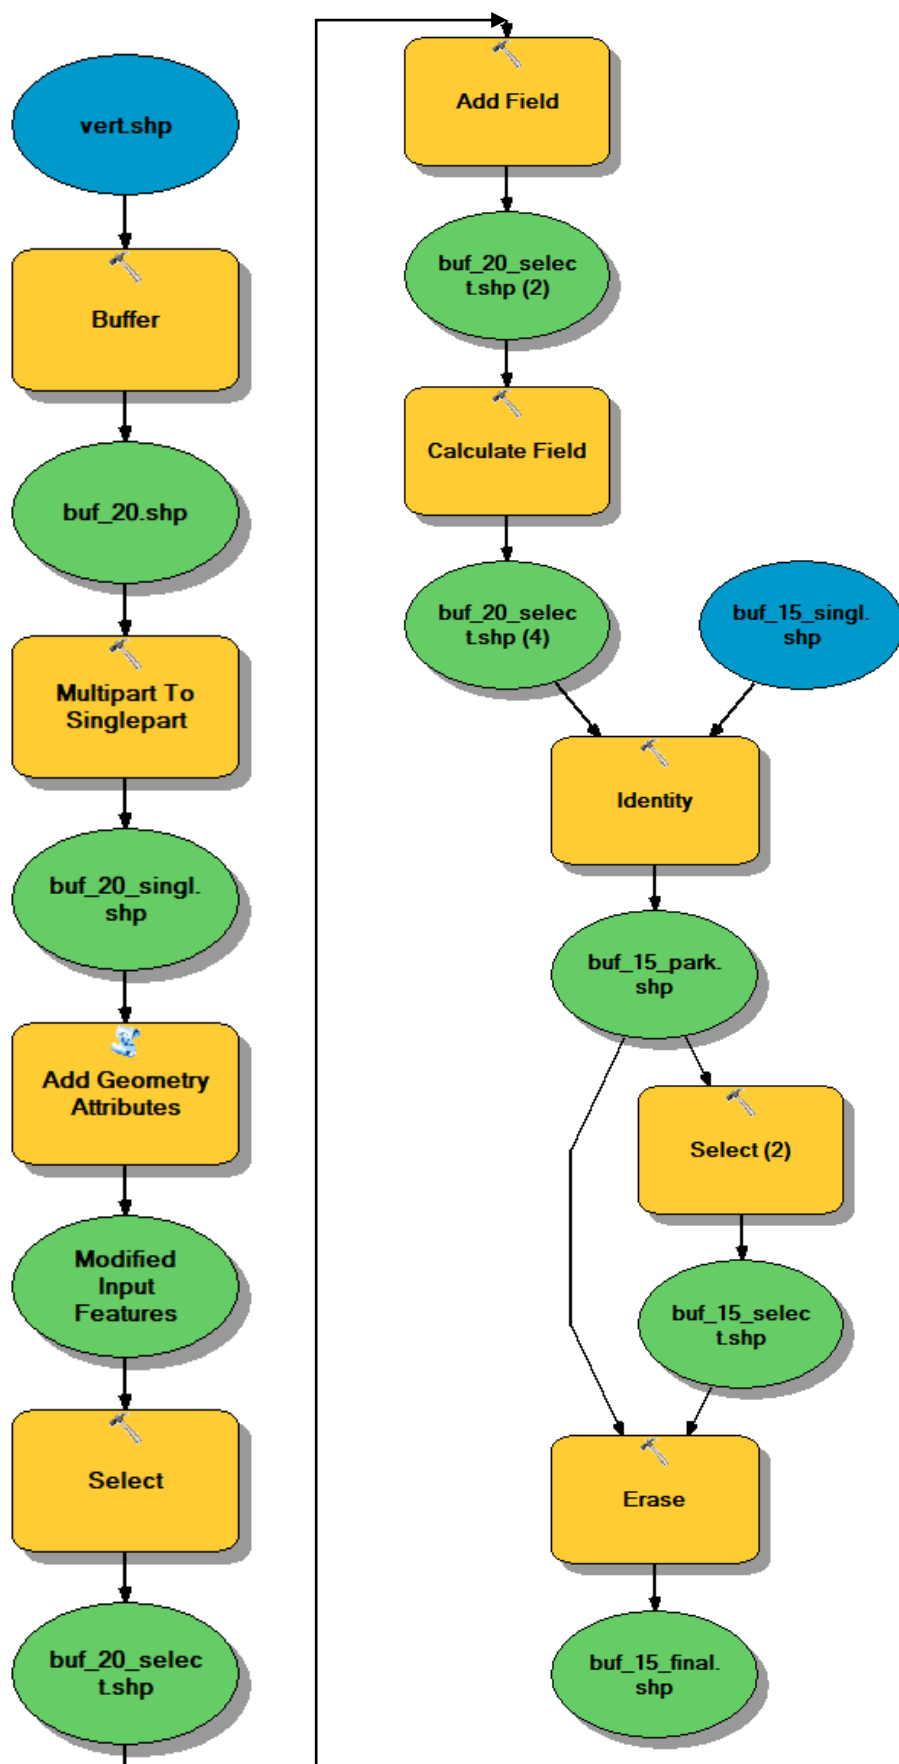 vert.shp
Buffer
buf_20.shp
Multipart To
Singlepart
buf_20_singl.
shp
Add Geometry
Attributes
Modified
Input
Features
Select
buf_20_selec
t.shp
Add Field
buf_20_selec
t.shp (2)
Calculate Field
buf_20_selec
t.shp (4)
buf_15_singl.
shp
Identity
buf_15_park.
shp
Select (2)
buf_15_selec
t.shp
Erase
buf_15_final.
shp